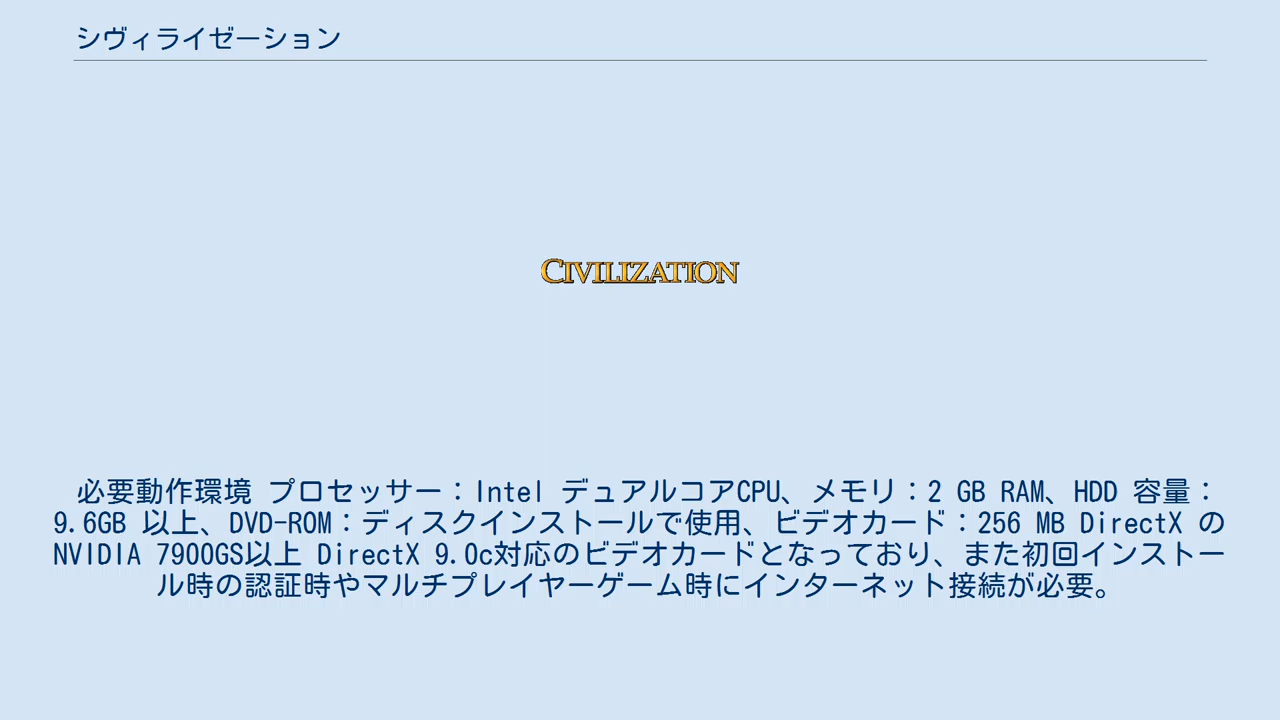 シヴィライゼーション
CIVILIZATION
必要動作環境 プロセッサー：Intel デュアルコアCPU、メモリ：2 GB RAM、HDD 容量：
9.6GB 以上、DVD-ROM：ディスクインストールで使用、ビデオカード：256 MB DirectX の
NVIDIA 7900GS以上 DirectX 9.0c対応のビデオカードとなっており、また初回インストー
ル時の認証時やマルチプレイヤーゲーム時にインターネット接続が必要。